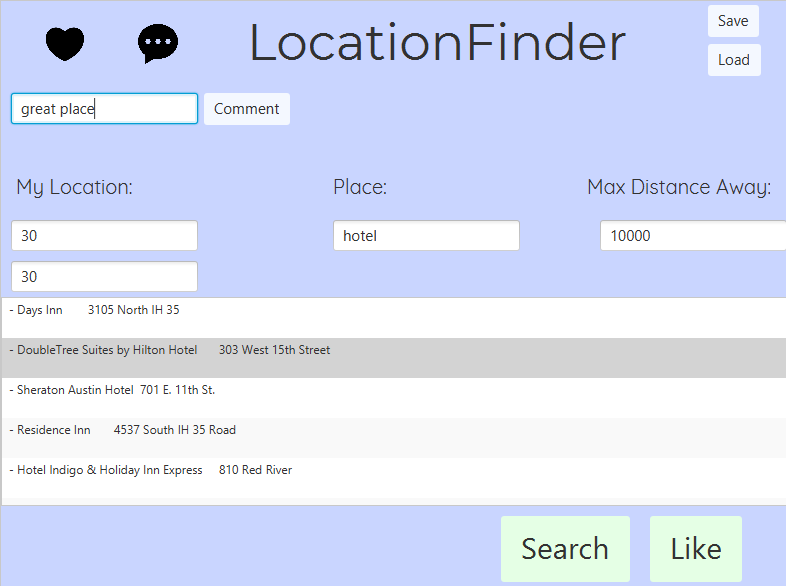 LocationFinder
Save
Load
great place
Comment
My Location:
Place:
Max Distance Away:
30
hotel
10000
30
- Days Inn 3105 North IH 35
- DoubleTree Suites by Hilton Hotel 303 West 15th Street
- Sheraton Austin Hotel 701 E. 11th St.
- Residence Inn 4537 South IH 35 Road
- Hotel Indigo & Holiday Inn Express 810 Red River
Search
Like